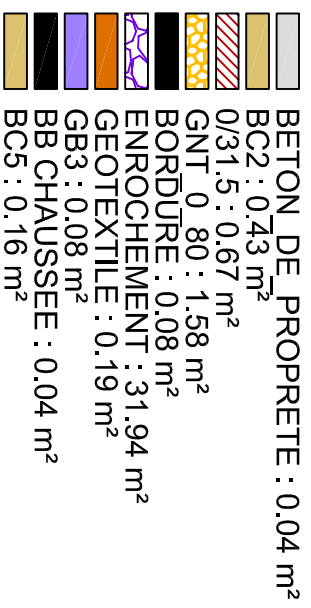 BETON_DE_PROPRETE : 0.04 m²
BC2 : 0.43 m²
0/31.5 : 0.67 m²
GNT_0_80 : 1.58 m²
BORDURE : 0.08 m²
ENROCHEMENT : 31.94 m²
GEOTEXTILE : 0.19 m²
GB3 : 0.08 m²
BB CHAUSSEE : 0.04 m²
BC5 : 0.16 m²